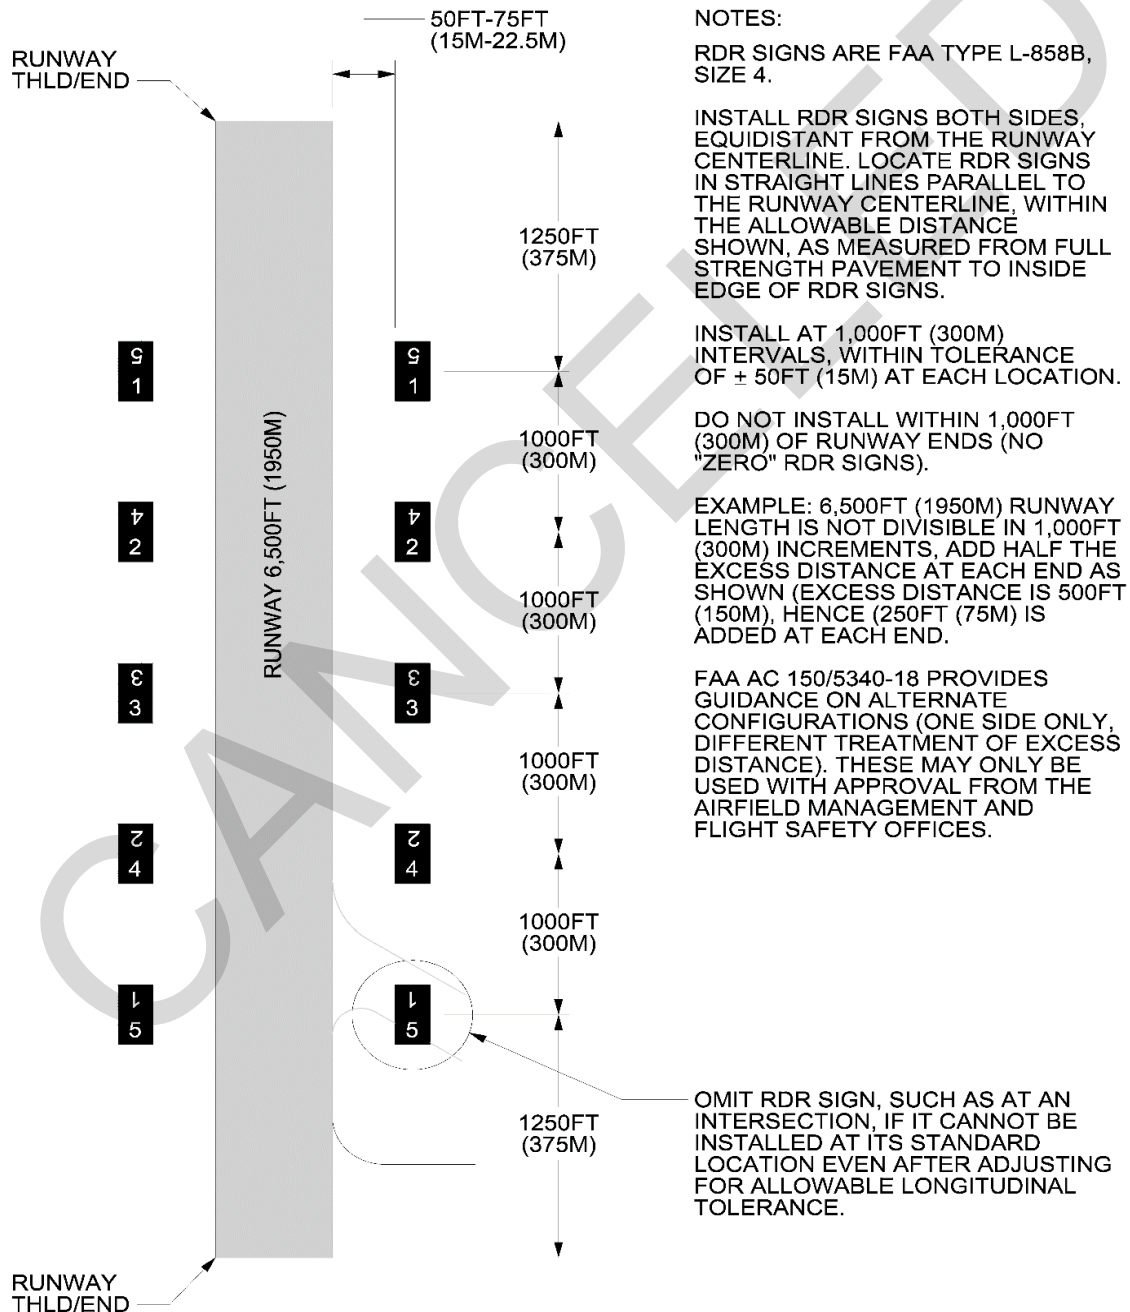 50FT-75FT
(15M-22.5M)
RUNWAY
THLD/END
1250FT
(375M)
5
1
5
1
1000FT
(300M)
4
2
4
2
RUNWAY 6,500FT (1950M)
1000FT
(300M)
3
3
3
3
1000FT
(300M)
2
4
2
4
1000FT
(300M)
1
5
1
5
1250FT
(375M)
RUNWAY
THLD/END
NOTES:
RDR SIGNS ARE FAA TYPE L-858B,
SIZE 4.
INSTALL RDR SIGNS BOTH SIDES,
EQUIDISTANT FROM THE RUNWAY
CENTERLINE. LOCATE RDR SIGNS
IN STRAIGHT LINES PARALLEL TO
THE RUNWAY CENTERLINE, WITHIN
THE ALLOWABLE DISTANCE
SHOWN, AS MEASURED FROM FULL
STRENGTH PAVEMENT TO INSIDE
EDGE OF RDR SIGNS.
INSTALL AT 1,000FT (300M)
INTERVALS, WITHIN TOLERANCE
OF ± 50FT (15M) AT EACH LOCATION.
DO NOT INSTALL WITHIN 1,000FT
(300M) OF RUNWAY ENDS (NO
"ZERO" RDR SIGNS).
EXAMPLE: 6,500FT (1950M) RUNWAY
LENGTH IS NOT DIVISIBLE IN 1,000FT
(300M) INCREMENTS, ADD HALF THE
EXCESS DISTANCE AT EACH END AS
SHOWN (EXCESS DISTANCE IS 500FT
(150M), HENCE (250FT (75M) IS
ADDED AT EACH END.
FAA AC 150/5340-18 PROVIDES
GUIDANCE ON ALTERNATE
CONFIGURATIONS (ONE SIDE ONLY,
DIFFERENT TREATMENT OF EXCESS
DISTANCE). THESE MAY ONLY BE
USED WITH APPROVAL FROM THE
AIRFIELD MANAGEMENT AND
FLIGHT SAFETY OFFICES.
OMIT RDR SIGN, SUCH AS AT AN
INTERSECTION, IF IT CANNOT BE
INSTALLED AT ITS STANDARD
LOCATION EVEN AFTER ADJUSTING
FOR ALLOWABLE LONGITUDINAL
TOLERANCE.
CANCELED